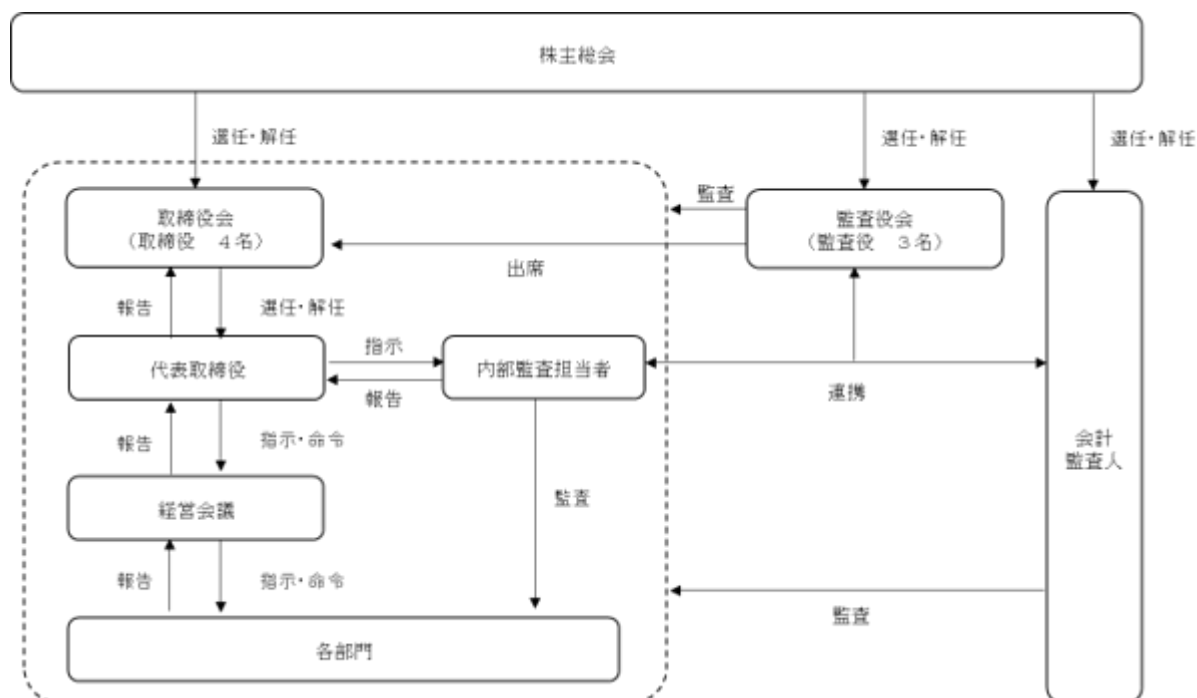 株主総会
選任・解任
選任・解任
選任・解任
取締役会
（取締役　４名）
監査
監査役会
（監査役　３名）
出席
報告
選任・解任
代表取締役
指示
報告
内部監査担当者
連携
報告
指示・命令
会計
監査人
経営会議
監査
報告
指示・命令
監査
各部門